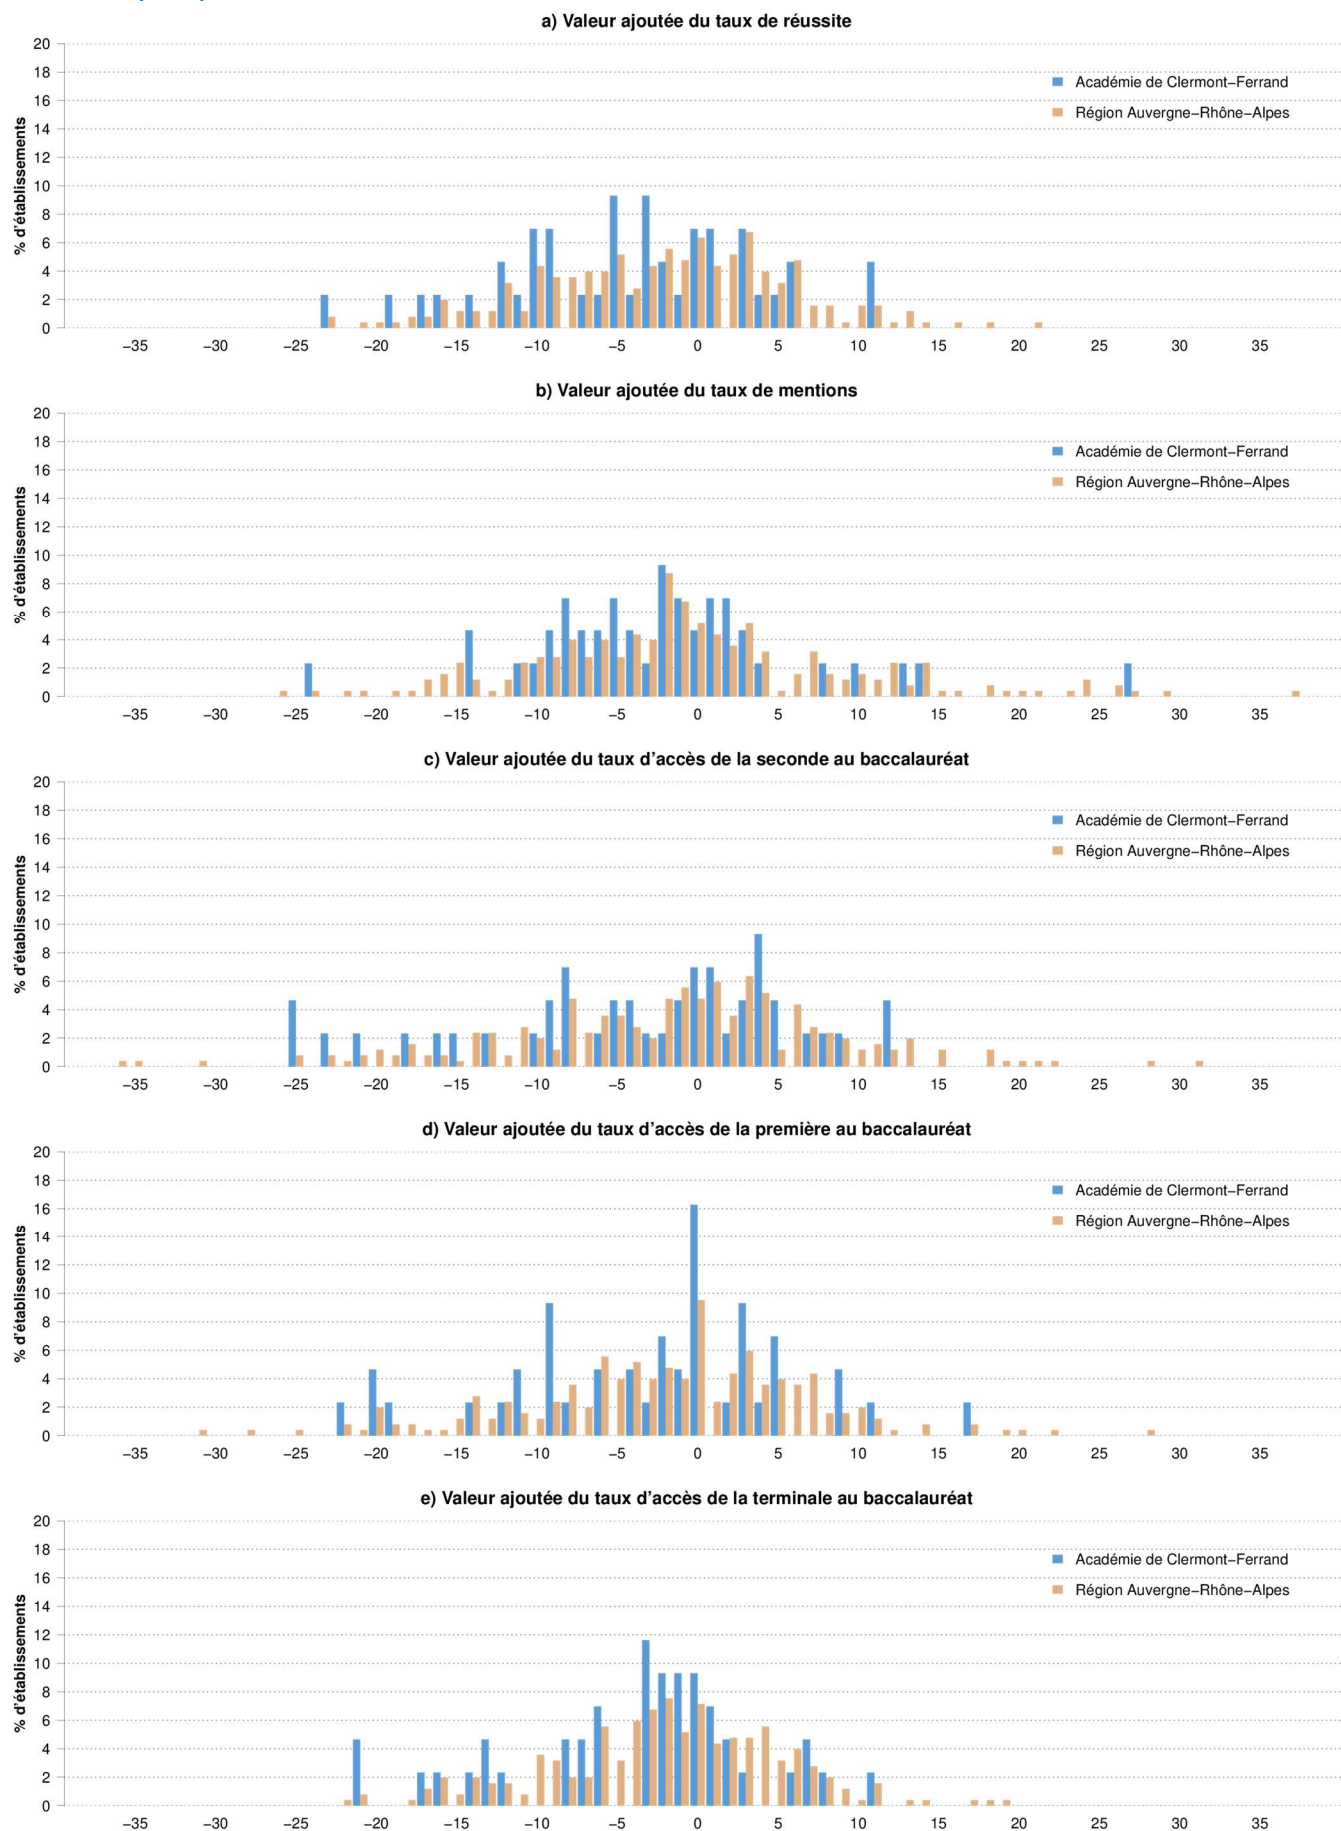 a) Valeur ajoutée du taux de réussite
20
18
Académie de Clermont–Ferrand
16
Région Auvergne–Rhône–Alpes
14
12
10
8
6
4
2
0
% d'établissements
−35 −30 −25 −20 −15 −10 −5 0 5 10 15 20 25 30 35
b) Valeur ajoutée du taux de mentions
20
18
Académie de Clermont–Ferrand
16
Région Auvergne–Rhône–Alpes
14
12
10
8
6
4
2
0
% d'établissements
−35 −30 −25 −20 −15 −10 −5 0 5 10 15 20 25 30 35
c) Valeur ajoutée du taux d'accès de la seconde au baccalauréat
20
18
Académie de Clermont–Ferrand
16
Région Auvergne–Rhône–Alpes
14
12
10
8
6
4
2
0
% d'établissements
−35 −30 −25 −20 −15 −10 −5 0 5 10 15 20 25 30 35
d) Valeur ajoutée du taux d'accès de la première au baccalauréat
20
18
Académie de Clermont–Ferrand
16
Région Auvergne–Rhône–Alpes
14
12
10
8
6
4
2
0
% d'établissements
−35 −30 −25 −20 −15 −10 −5 0 5 10 15 20 25 30 35
e) Valeur ajoutée du taux d'accès de la terminale au baccalauréat
20
18
Académie de Clermont–Ferrand
16
Région Auvergne–Rhône–Alpes
14
12
10
8
6
4
2
0
% d'établissements
−35 −30 −25 −20 −15 −10 −5 0 5 10 15 20 25 30 35